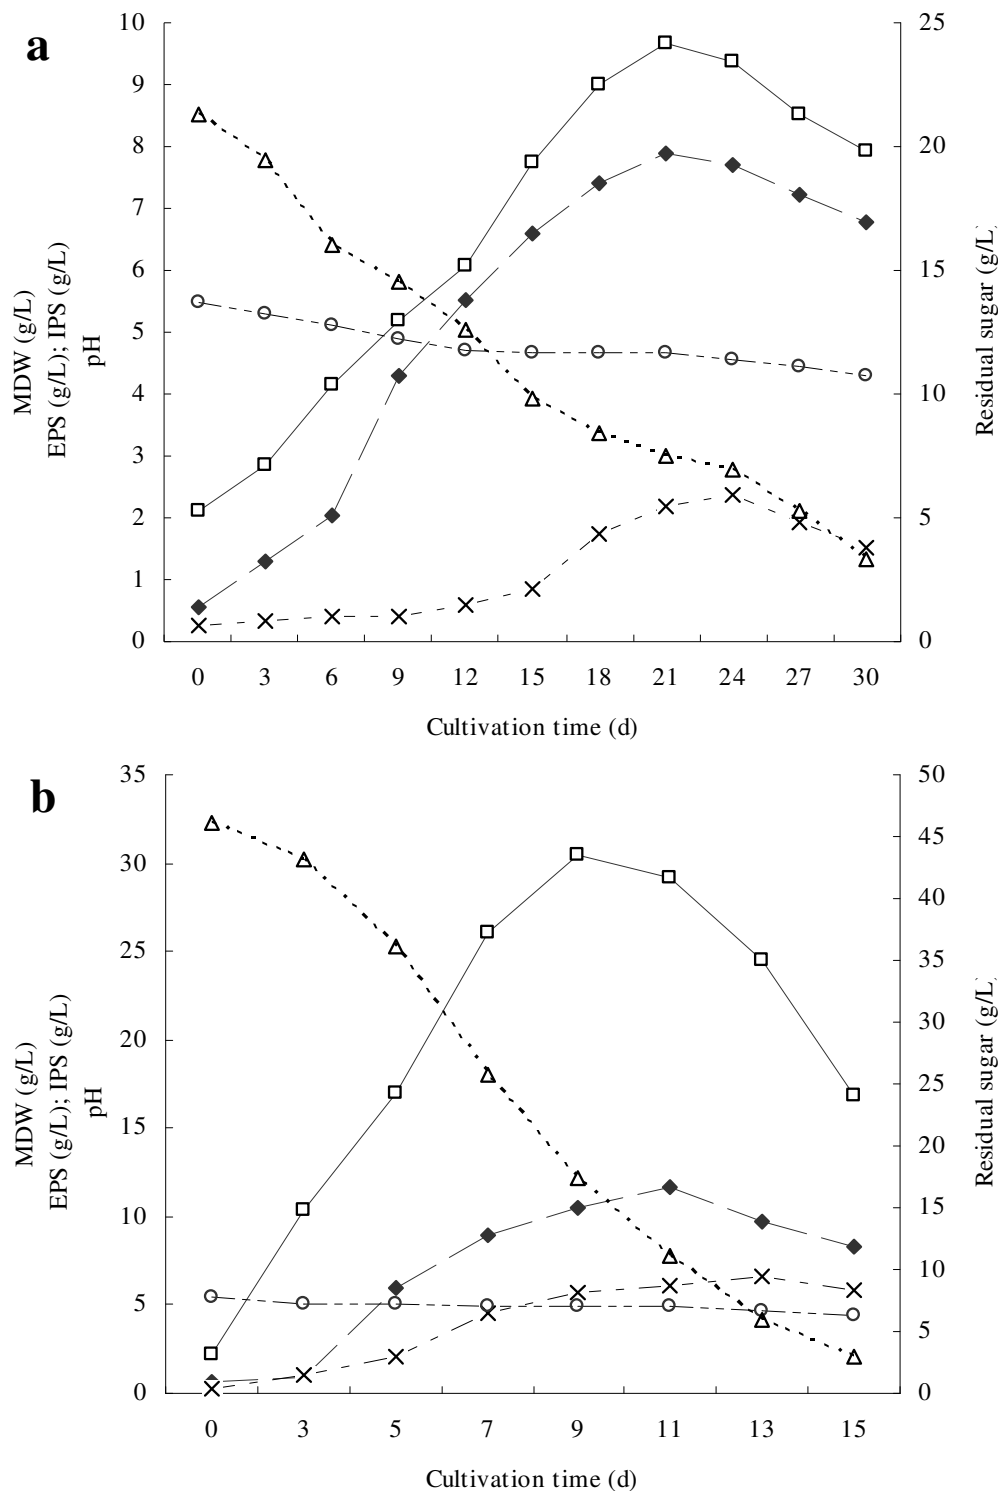 a
10
9
8
7
6
5
4
3
2
1
0
25
20
15
10
5
0
MDW (g/L)
EPS (g/L); IPS (g/L)
pH
Residual sugar (g/L)
0 3 6 9 12 15 18 21 24 27 30
Cultivation time (d)
b
35
30
25
20
15
10
5
0
50
45
40
35
30
25
20
15
10
5
0
MDW (g/L)
EPS (g/L); IPS (g/L)
pH
Residual sugar (g/L)
0 3 5 7 9 11 13 15
Cultivation time (d)